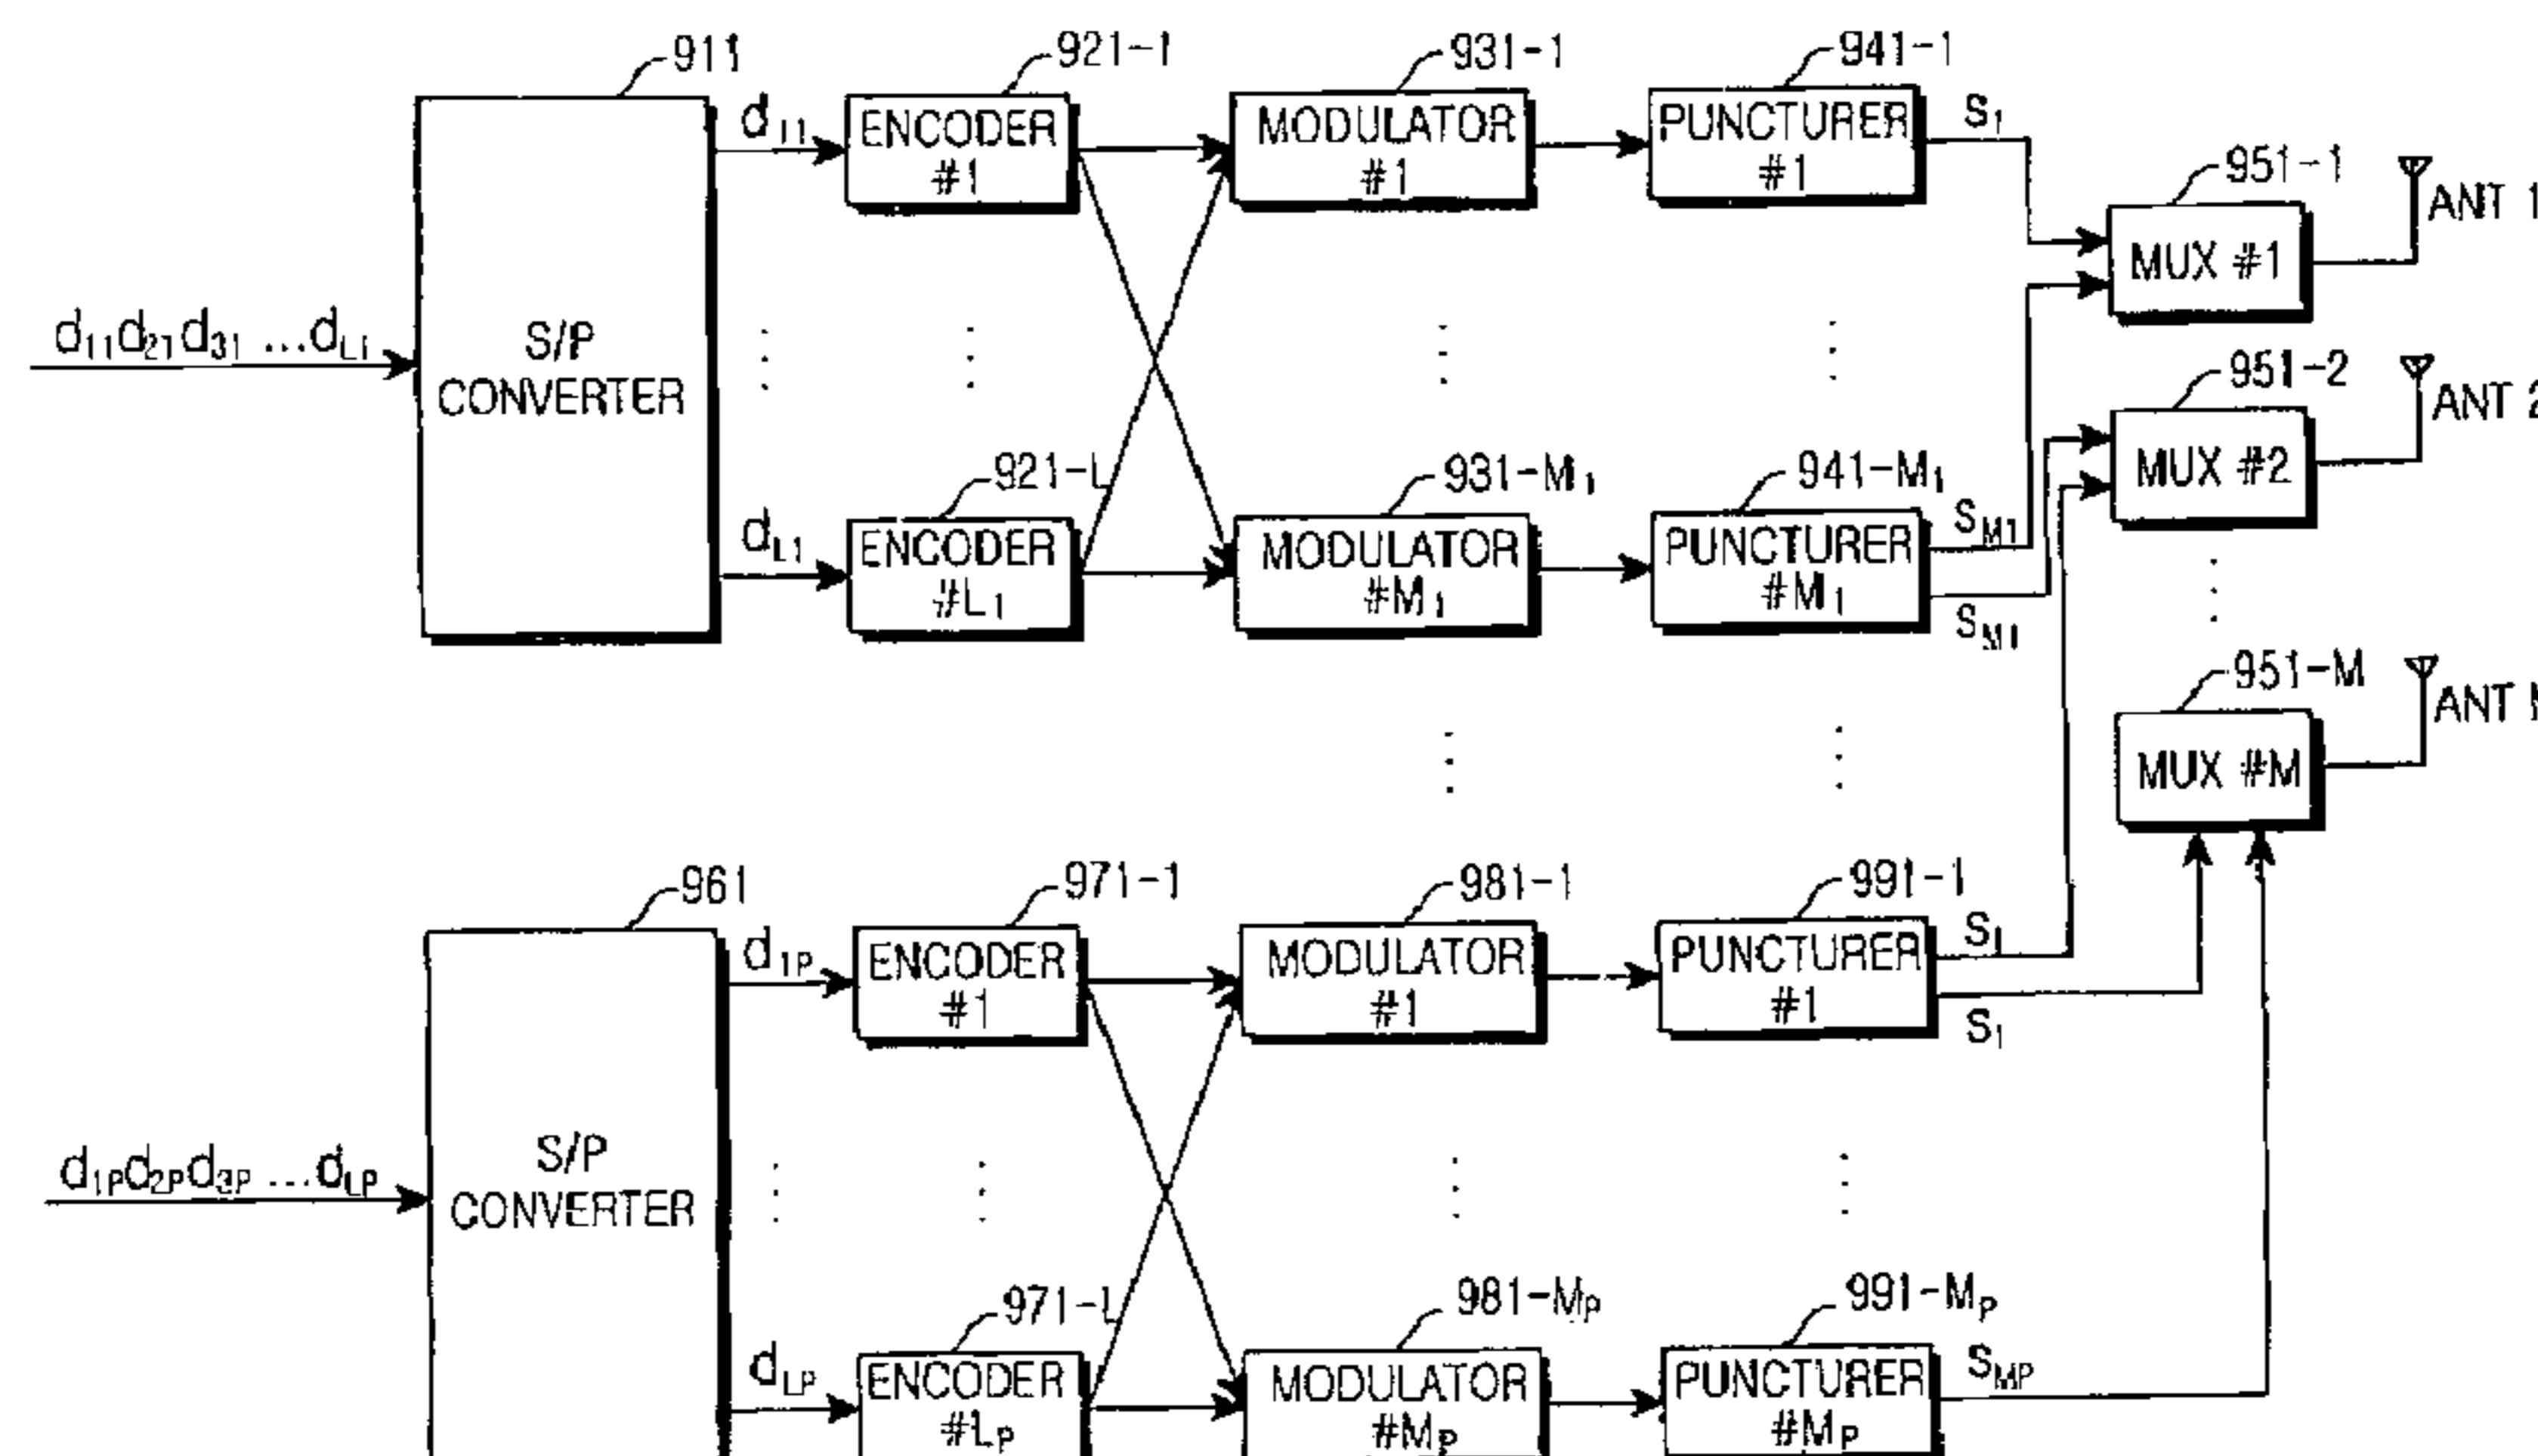 911
921-1
931-1
941-1
d11
ENCODER
#1
MODULATOR
#1
PUNCTURER
#1
S1
951-1
ANT 1
MUX #1
d11d21d31 ...dL1
S/P
CONVERTER
951-2
ANT 2
MUX #2
921-L
931-M1
941-M1
dL1
ENCODER
#L1
MODULATOR
#M1
PUNCTURER
#M1
SM1
SM1
951-M
ANT
MUX #M
961
971-1
981-1
991-1
d1P
ENCODER
#1
MODULATOR
#1
PUNCTURER
#1
S1
S1
d1Pd2Pd3P ...dLP
S/P
CONVERTER
971-L
981-MP
991-MP
dLP
ENCODER
#LP
MODULATOR
#MP
PUNCTURER
#MP
SMP